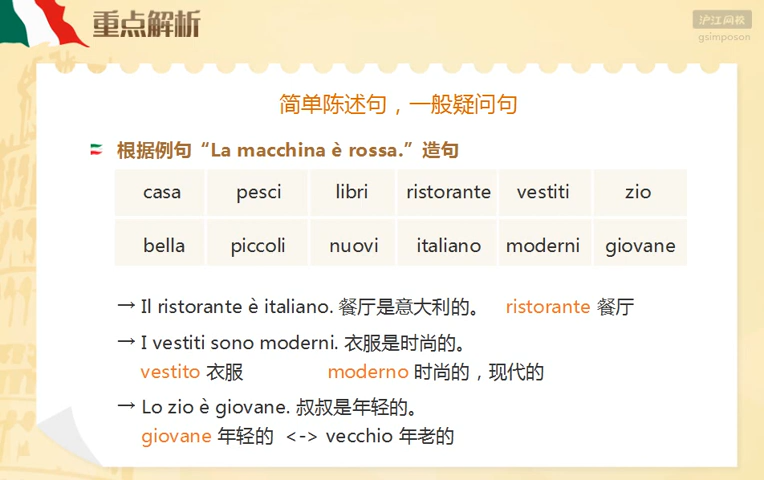 重点解析
沪江网校
gsimposon
简单陈述句，一般疑问句
根据例句“La macchina è rossa.”造句
casa pesci libri ristorante vestiti zio
bella piccoli nuovi italiano moderni giovane
→ Il ristorante è italiano. 餐厅是意大利的。 ristorante 餐厅
→ I vestiti sono moderni. 衣服是时尚的。
vestito 衣服 moderno 时尚的，现代的
→ Lo zio è giovane. 叔叔是年轻的。
giovane 年轻的 <-> vecchio 年老的